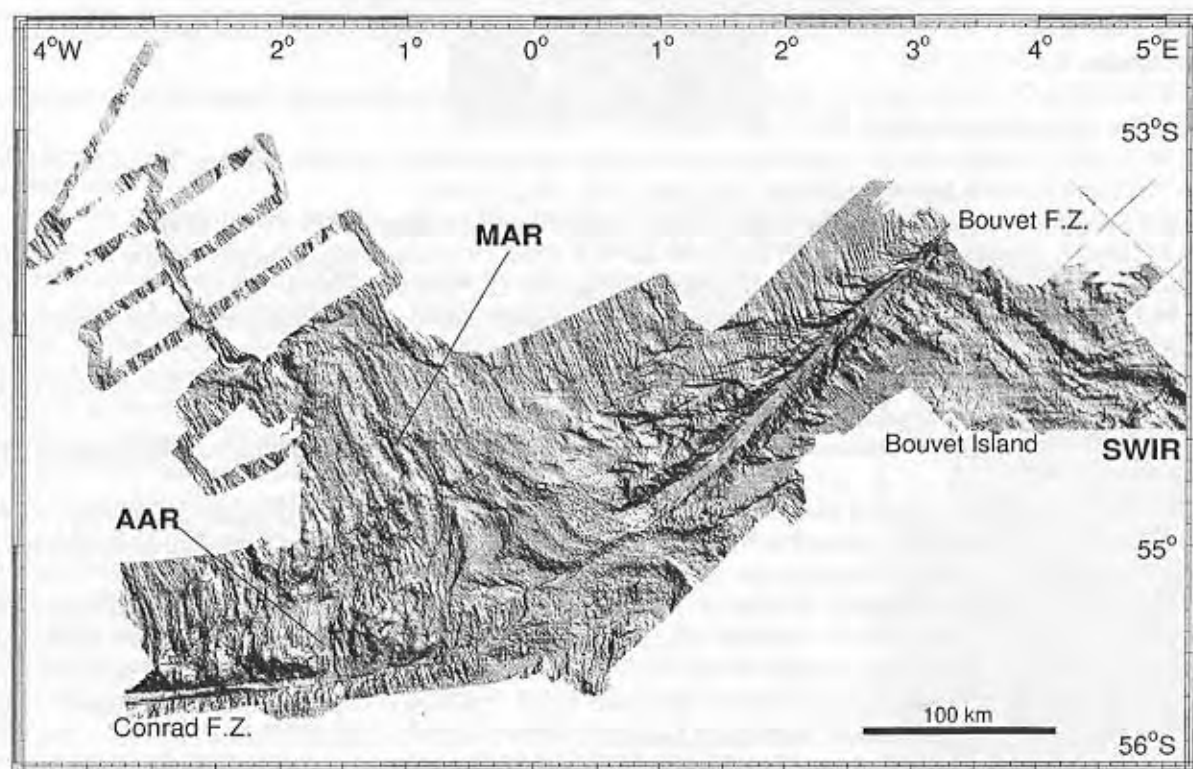 4°W 2° 1° 0° 1° 2° 3° 4° 5°E
53°S
Bouvet F.Z.
MAR
Bouvet Island
SWIR
AAR
55°
Conrad F.Z.
100 km
56°S